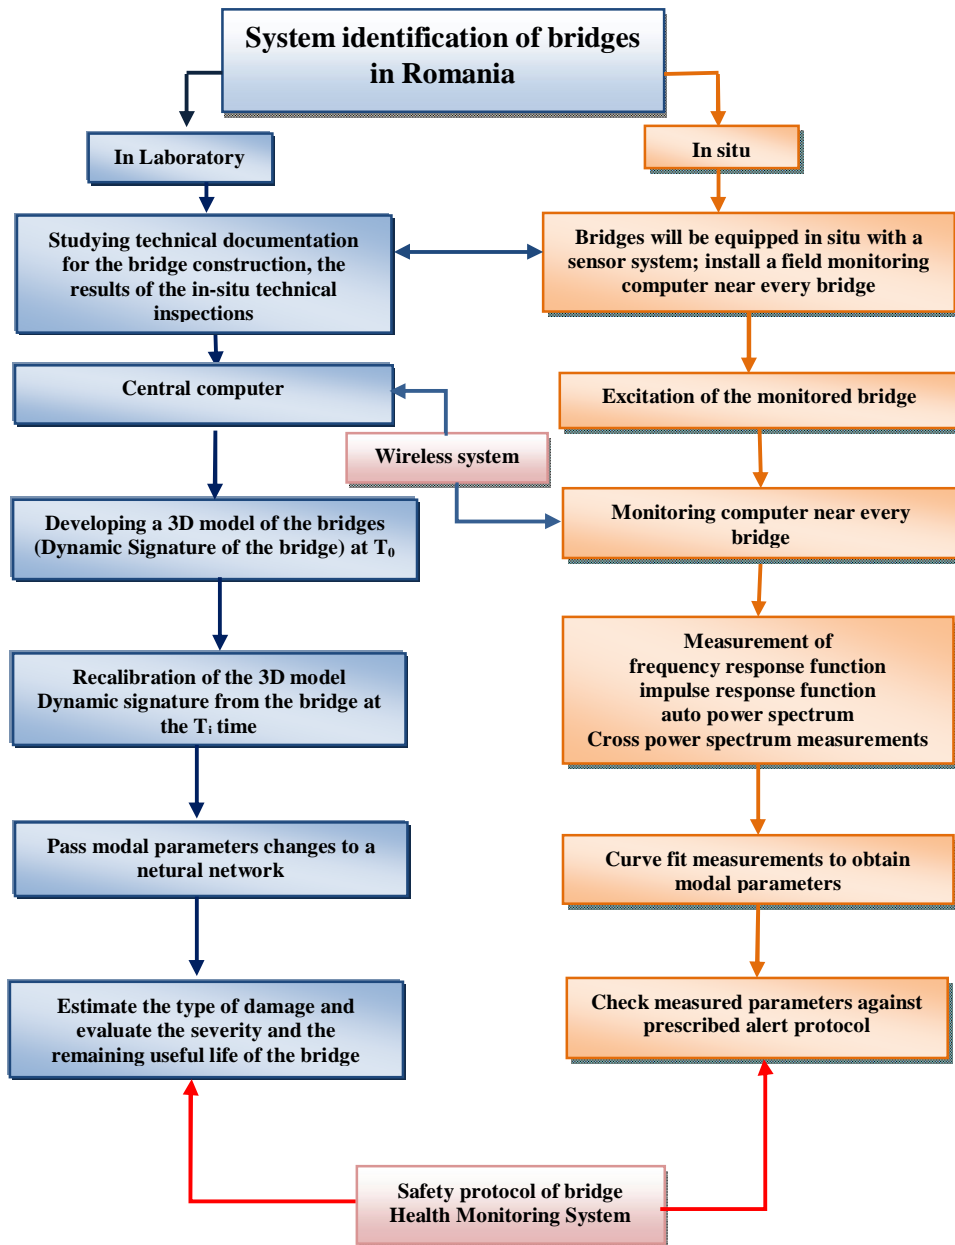 System identification of bridges
in Romania
In Laboratory
In situ
Studying technical documentation
for the bridge construction, the
results of the in-situ technical
inspections
Bridges will be equipped in situ with a
sensor system; install a field monitoring
computer near every bridge
Central computer
Excitation of the monitored bridge
Wireless system
Developing a 3D model of the bridges
(Dynamic Signature of the bridge) at T₀
Monitoring computer near every
bridge
Recalibration of the 3D model
Dynamic signature from the bridge at
the Tᵢ time
Measurement of
frequency response function
impulse response function
auto power spectrum
Cross power spectrum measurements
Pass modal parameters changes to a
netural network
Curve fit measurements to obtain
modal parameters
Estimate the type of damage and
evaluate the severity and the
remaining useful life of the bridge
Check measured parameters against
prescribed alert protocol
Safety protocol of bridge
Health Monitoring System